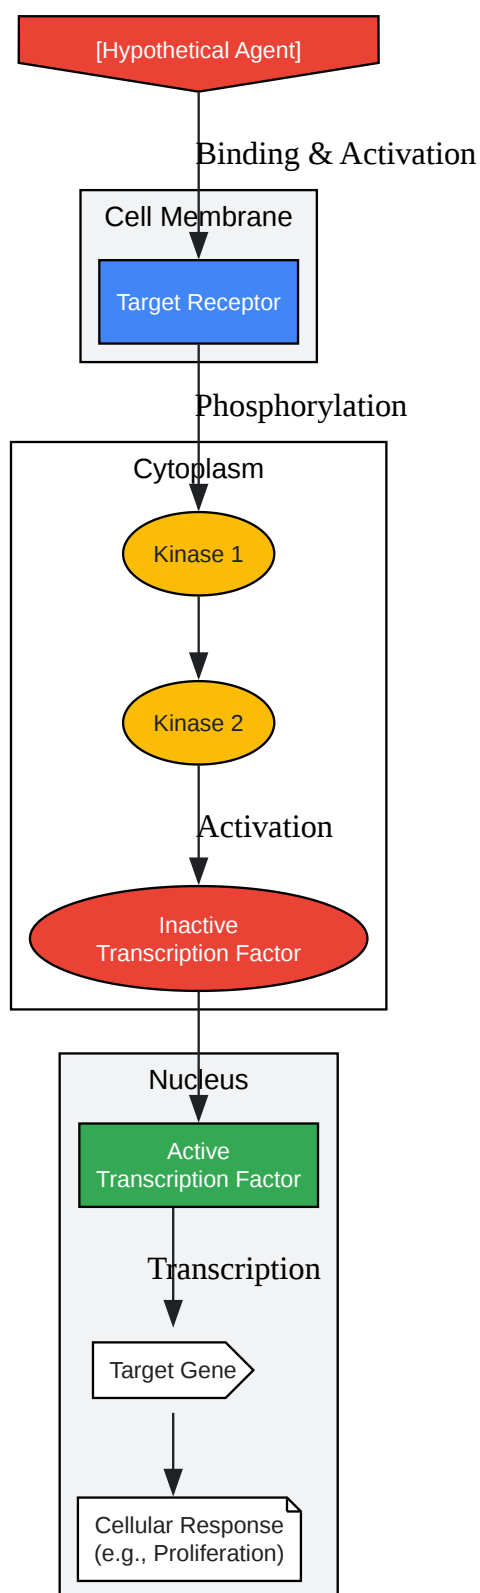 [Hypothetical Agent]
Binding & Activation
Cell Membrane
Target Receptor
Phosphorylation
Cytoplasm
Kinase 1
Kinase 2
Activation
Inactive
Transcription Factor
Nucleus
Active
Transcription Factor
Transcription
Target Gene
Cellular Response
(e.g., Proliferation)